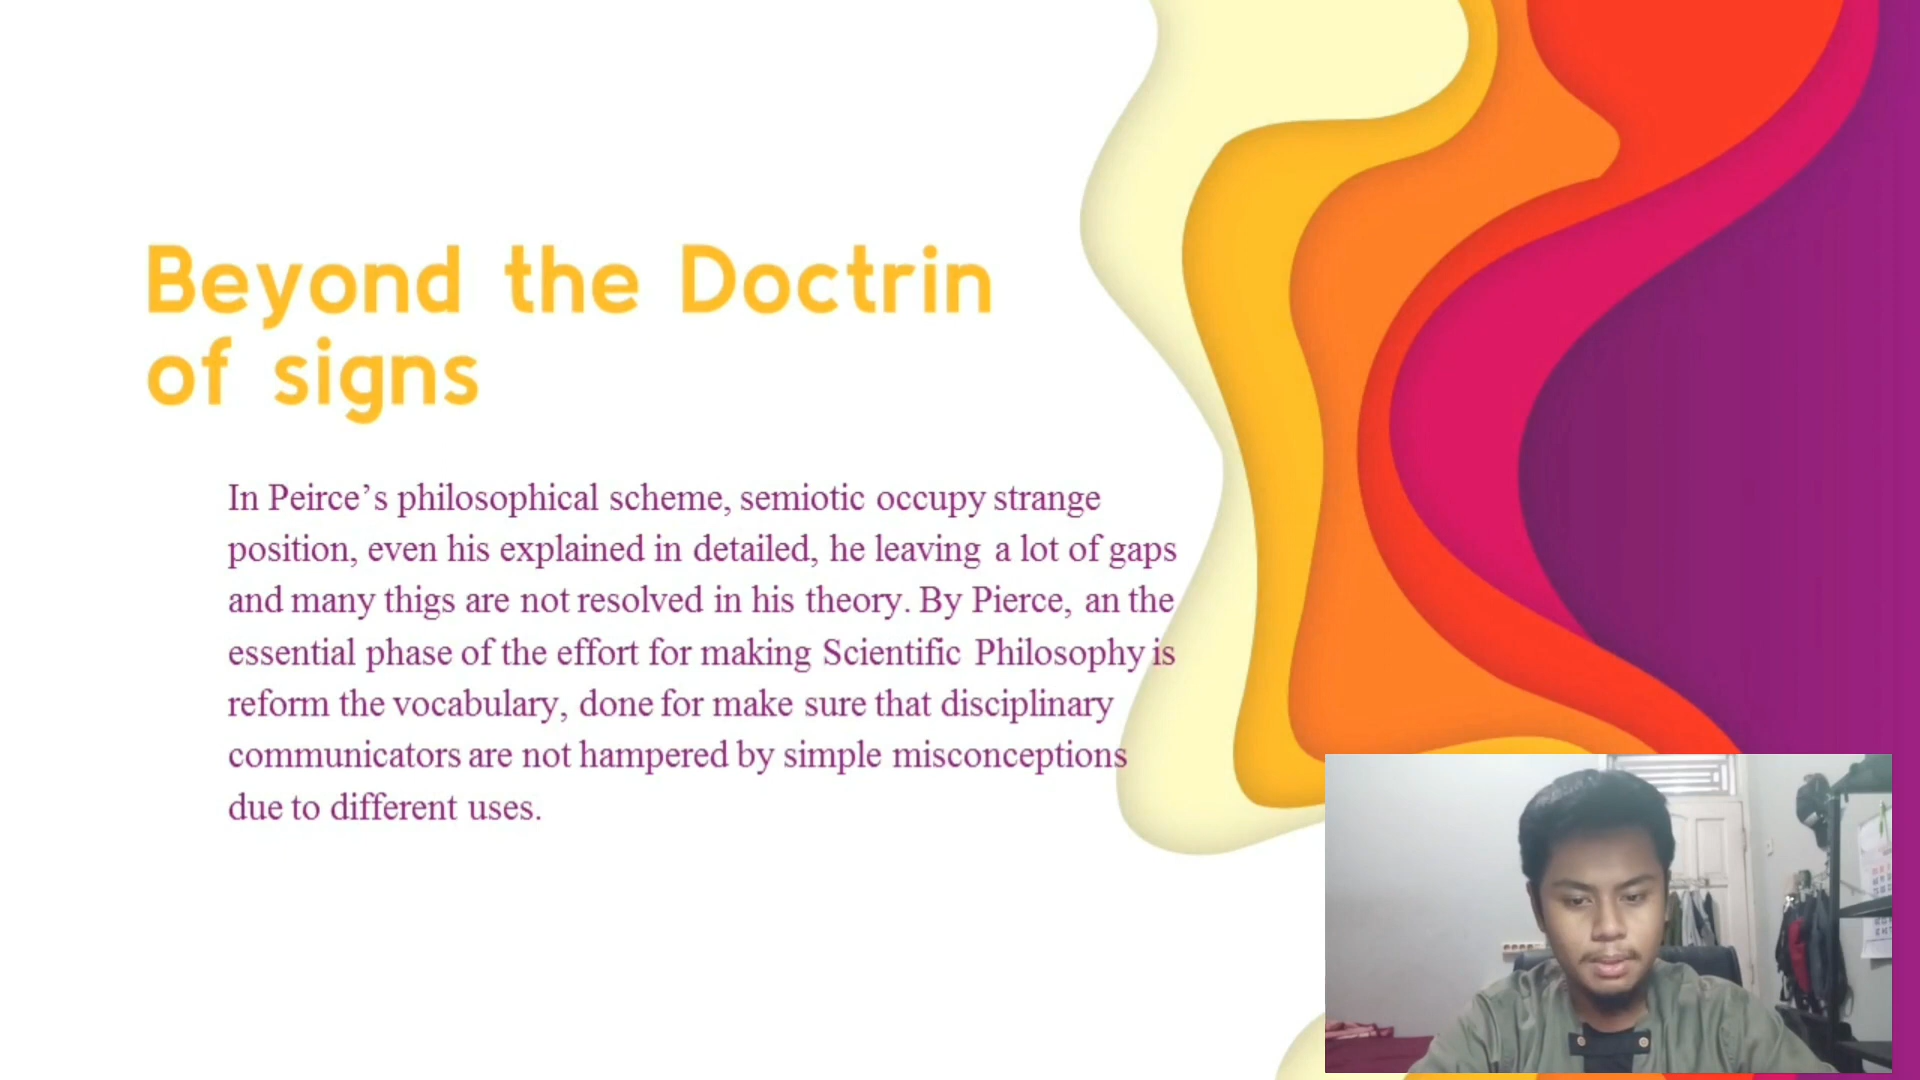 Beyond the Doctrin
of signs
In Peirce’s philosophical scheme, semiotic occupy strange
position, even his explained in detailed, he leaving a lot of gaps
and many thigs are not resolved in his theory. By Pierce, an the
essential phase of the effort for making Scientific Philosophy is
reform the vocabulary, done for make sure that disciplinary
communicators are not hampered by simple misconceptions
due to different uses.